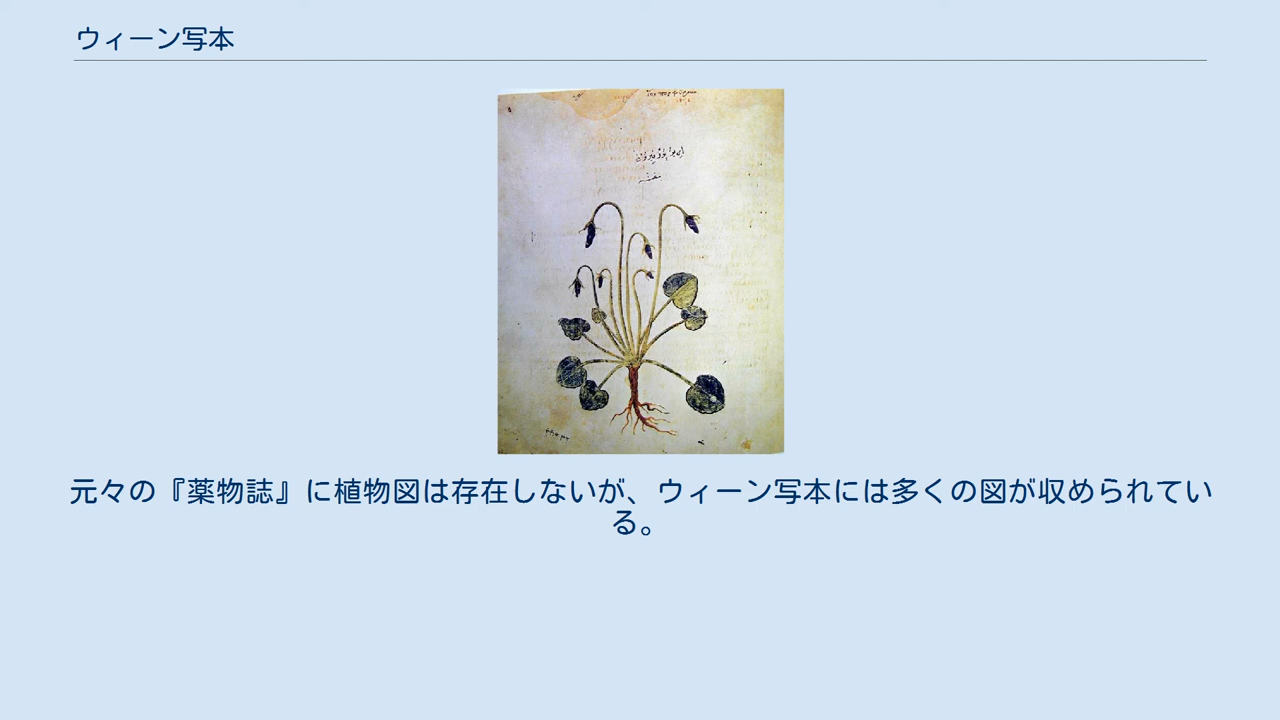 ウィーン写本
元々の『薬物誌』に植物図は存在しないが、ウィーン写本には多くの図が収められてい
る。